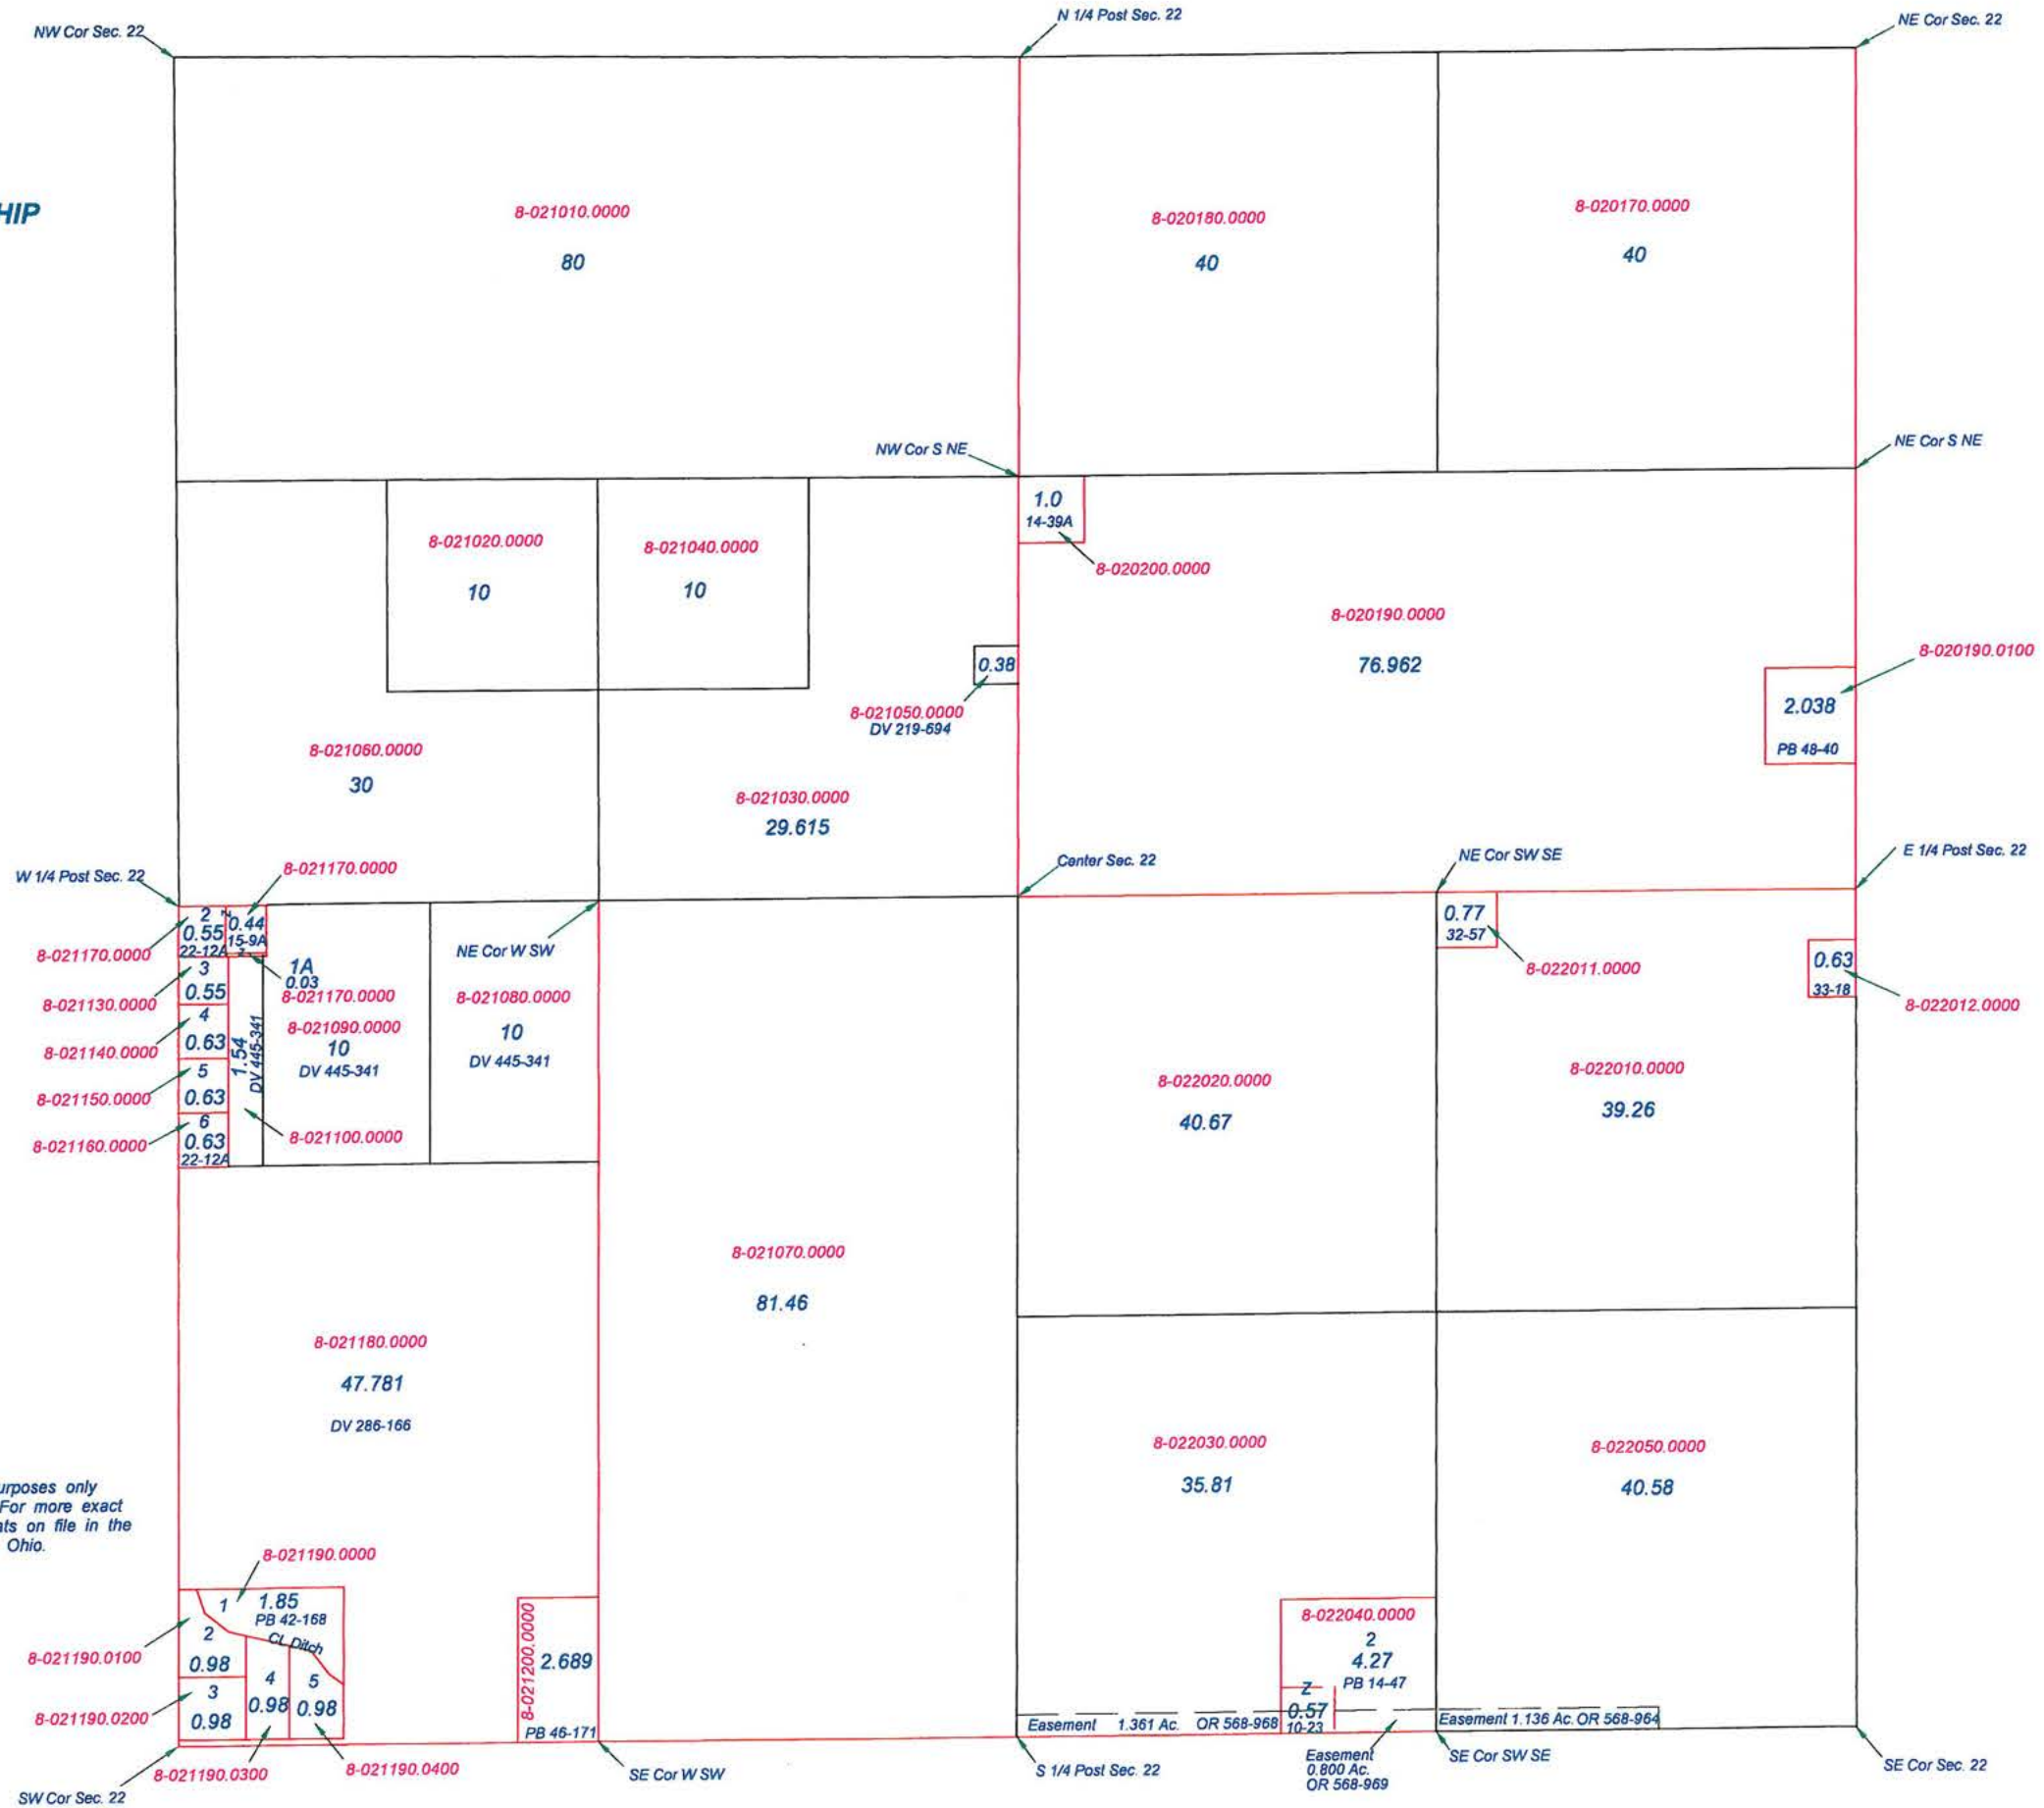 NW Cor Sec. 22
N 1/4 Post Sec. 22
NE Cor Sec. 22
HIP
8-021010.0000
80
8-020180.0000
40
8-020170.0000
40
NW Cor S NE
NE Cor S NE
8-021020.0000
10
8-021040.0000
10
1.0
14-39A
8-020200.0000
8-020190.0000
76.962
0.38
8-021050.0000
DV 219-694
8-020190.0100
2.038
PB 48-40
8-021060.0000
30
8-021030.0000
29.615
W 1/4 Post Sec. 22
8-021170.0000
Center Sec. 22
NE Cor SW SE
E 1/4 Post Sec. 22
2
0.55
22-12A
Z
0.44
15-9A
Z
8-021170.0000
3
0.55
8-021130.0000
4
0.63
8-021140.0000
5
0.63
8-021150.0000
6
0.63
22-12A
8-021160.0000
1.54
DV 445-341
1A
0.03
8-021170.0000
8-021090.0000
10
DV 445-341
8-021100.0000
NE Cor W SW
8-021080.0000
10
DV 445-341
0.77
32-57
8-022011.0000
0.63
33-18
8-022012.0000
8-022020.0000
40.67
8-022010.0000
39.26
8-021070.0000
81.46
8-021180.0000
47.781
DV 286-166
8-022030.0000
35.81
8-022050.0000
40.58
urposes only
For more exact
nts on file in the
Ohio.
8-021190.0000
1
1.85
PB 42-168
CL Ditch
2
0.98
8-021190.0100
3
0.98
8-021190.0200
4
0.98
5
0.98
8-021190.0300
8-021190.0400
8-021200.0000
2.689
PB 46-171
8-022040.0000
2
4.27
PB 14-47
Z
0.57
10-23
Easement 1.361 Ac. OR 568-968
Easement 1.136 Ac. OR 568-964
Easement
0.800 Ac.
OR 568-969
SW Cor Sec. 22
SE Cor W SW
S 1/4 Post Sec. 22
SE Cor SW SE
SE Cor Sec. 22